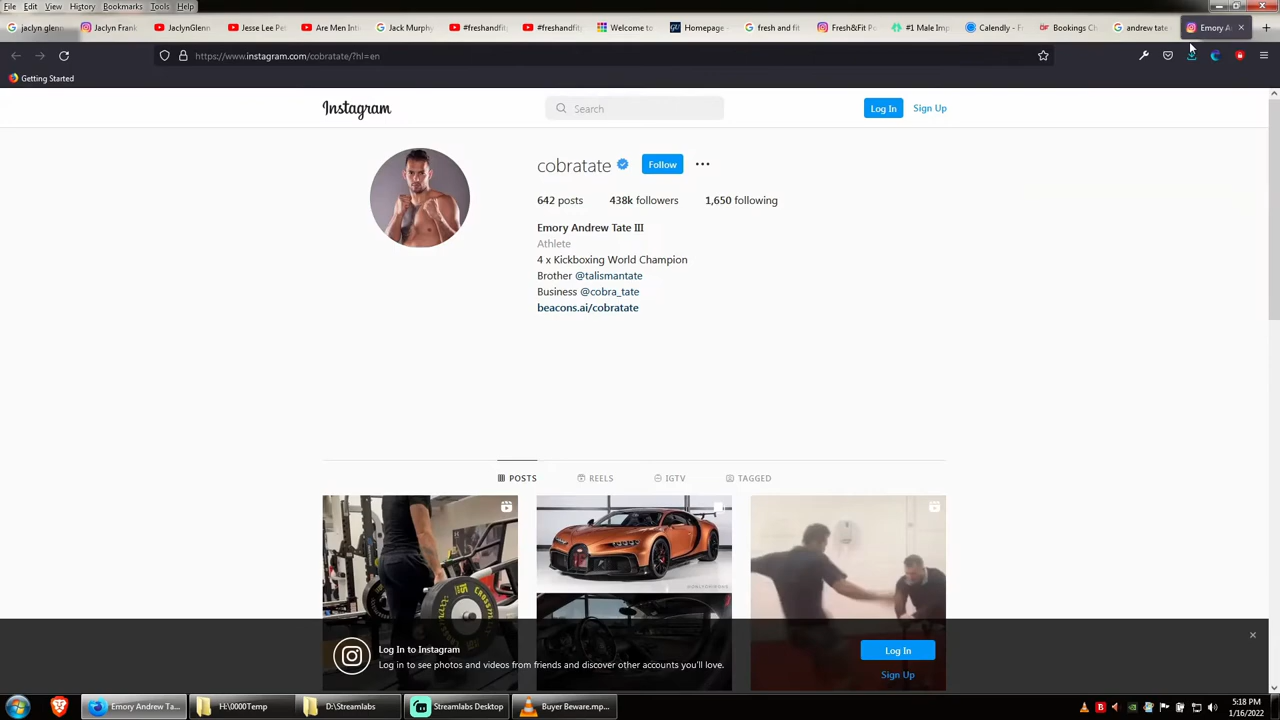 File Edit View History Bookmarks Tools Help
jaclyn glenn
Jaclyn Frank
JaclynGlenn
Jesse Lee Pet
Are Men Int
Jack Murphy
#freshandfit
#freshandfit
Welcome to
Homepage -
fresh and fit
Fresh&Fit Po
#1 Male Imp
Calendly - F
Bookings Ch
andrew tate
Emory A
https://www.instagram.com/cobratate/?hl=en
Getting Started
Instagram
Search
Log In
Sign Up
cobratate
Follow
642 posts 438k followers 1,650 following
Emory Andrew Tate III
Athlete
4 x Kickboxing World Champion
Brother @talismantate
Business @cobra_tate
beacons.ai/cobratate
POSTS REELS IGTV TAGGED
Log In to Instagram
Log in to see photos and videos from friends and discover other accounts you'll love.
Log In
Sign Up
Emory Andrew Ta...
H:\0000Temp
D:\Streamlabs
Streamlabs Desktop
Buyer Beware.mp...
5:18 PM
1/16/2022